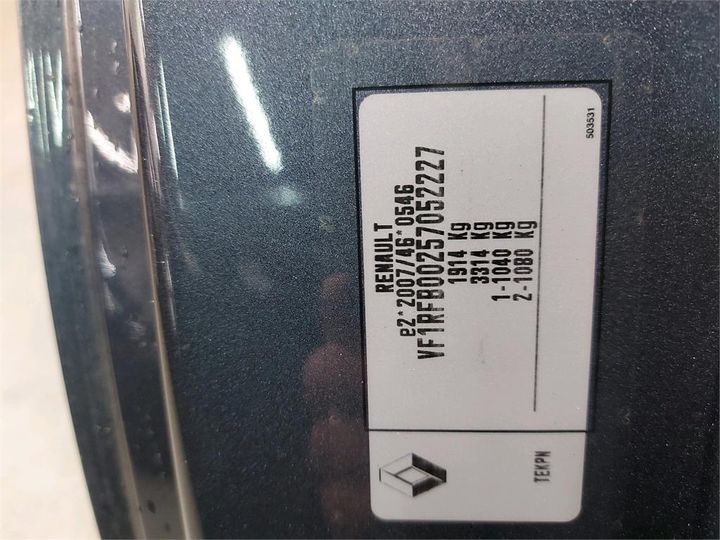 RENAULT
e2*2007/46*0546
VF1RFB00257052227
1914 Kg
3314 Kg
1-1040 Kg
2-1080 Kg
TEKPN
503531